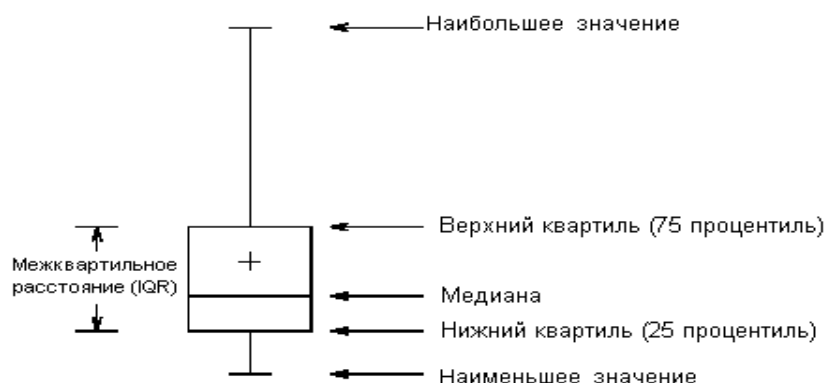 Наибольшее значение
Верхний квартиль (75 процентиль)
Межквартильное
расстояние (IQR)
Медиана
Нижний квартиль (25 процентиль)
Наименьшее значение